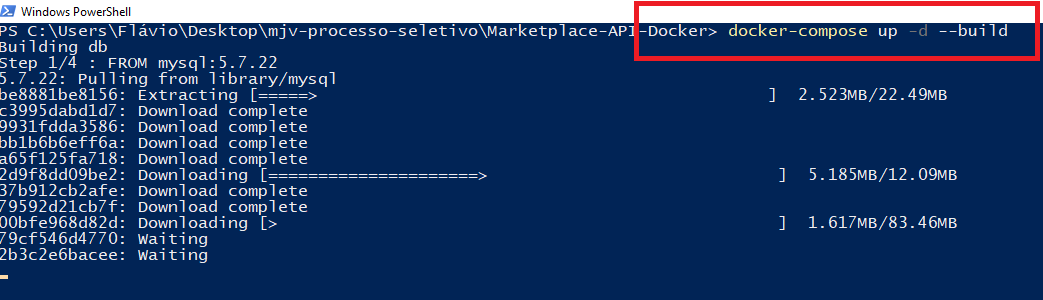 Windows PowerShell
PS C:\Users\Flávio\Desktop\mjv-processo-seletivo\Marketplace-API-Docker> docker-compose up -d --build
Building db
Step 1/4 : FROM mysql:5.7.22
5.7.22: Pulling from library/mysql
be8881be8156: Extracting [=====>                                             ]  2.523MB/22.49MB
c3995dabd1d7: Download complete
9931fdda3586: Download complete
bb1b6b6eff6a: Download complete
a65f125fa718: Download complete
2d9f8dd09be2: Downloading [=====================>                             ]  5.185MB/12.09MB
37b912cb2afe: Download complete
79592d21cb7f: Download complete
00bfe968d82d: Downloading [>                                                  ]  1.617MB/83.46MB
79cf546d4770: Waiting
2b3c2e6bacee: Waiting